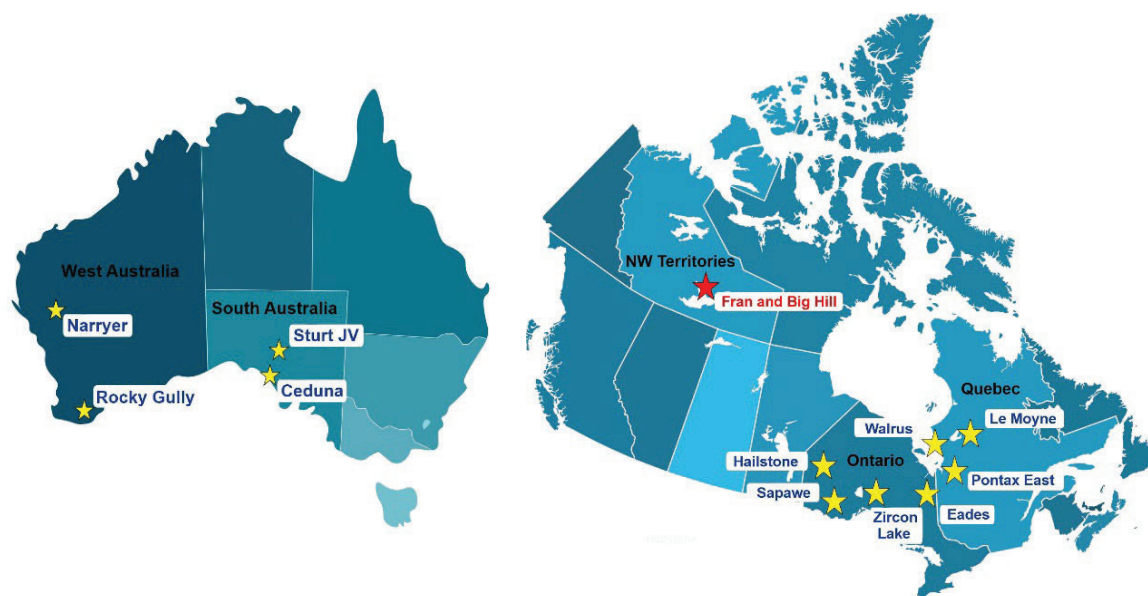 West Australia
Narryer
Rocky Gully
South Australia
Sturt JV
Ceduna
NW Territories
Fran and Big Hill
Quebec
Le Moyne
Walrus
Hailstone
Ontario
Sapawe
Pontax East
Zircon
Lake
Eades